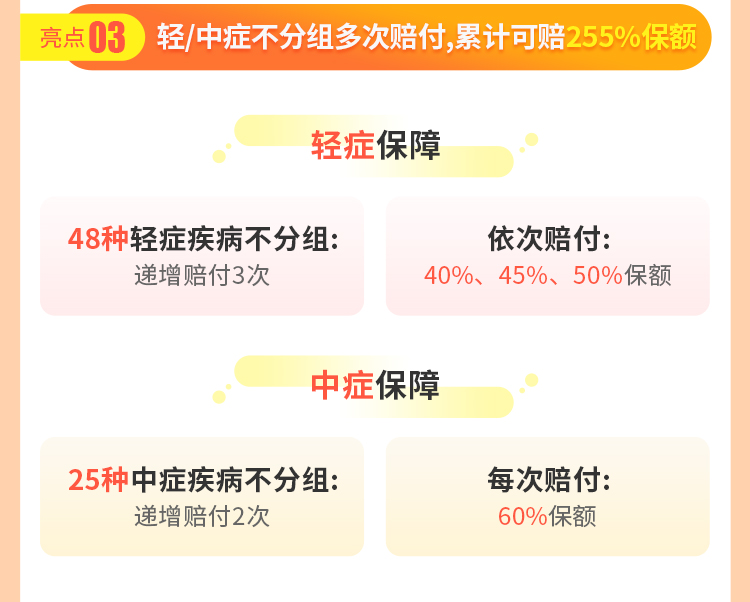 亮点03 轻/中症不分组多次赔付,累计可赔255%保额
轻症保障
48种轻症疾病不分组:
递增赔付3次
依次赔付:
40%、45%、50%保额
中症保障
25种中症疾病不分组:
递增赔付2次
每次赔付:
60%保额